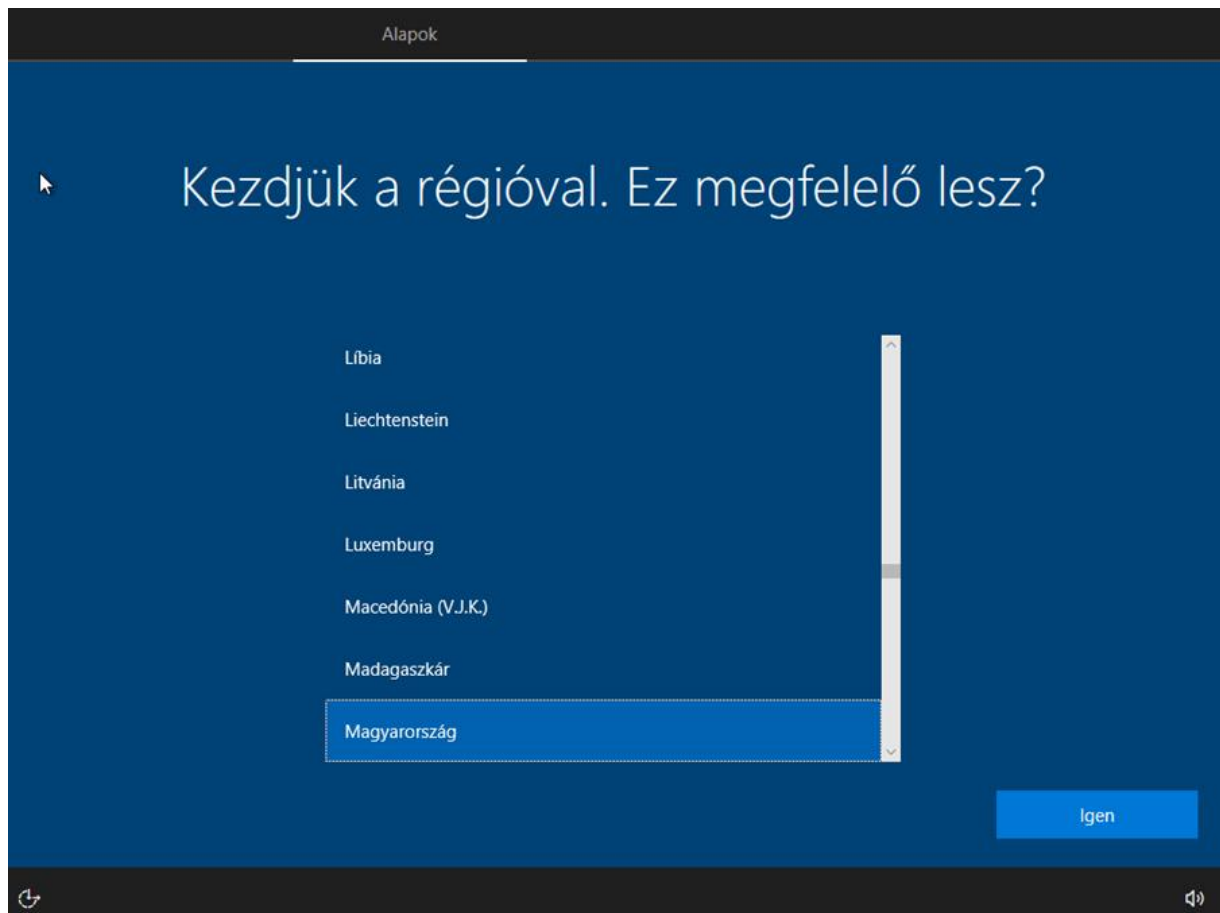 Alapok
Kezdjük a régióval. Ez megfelelő lesz?
Líbia
Liechtenstein
Litvánia
Luxemburg
Macedónia (V.J.K.)
Madagaszkár
Magyarország
Igen